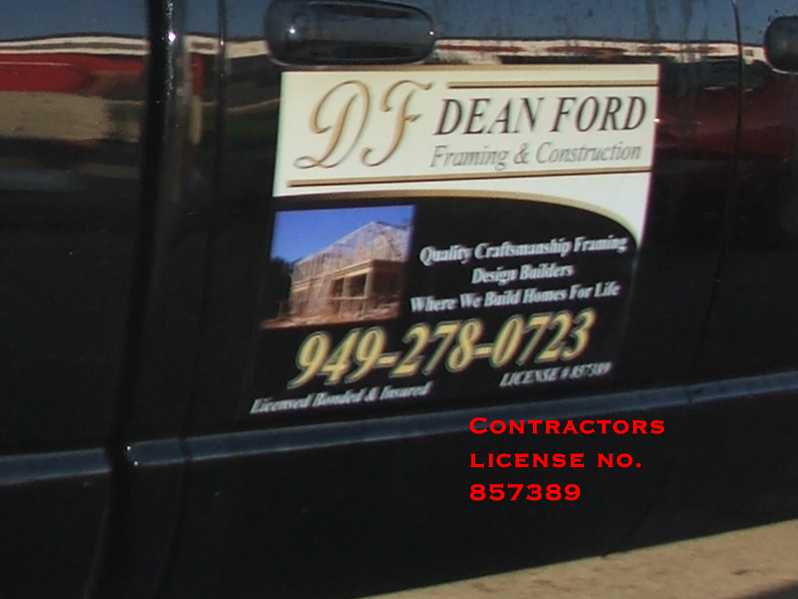 DF DEAN FORD
Framing & Construction
Quality Craftsmanship Framing
Design Builders
Where We Build Homes For Life
949-278-0723
LICENSE # 857389
Licensed Bonded & Insured
Contractors
license no.
857389